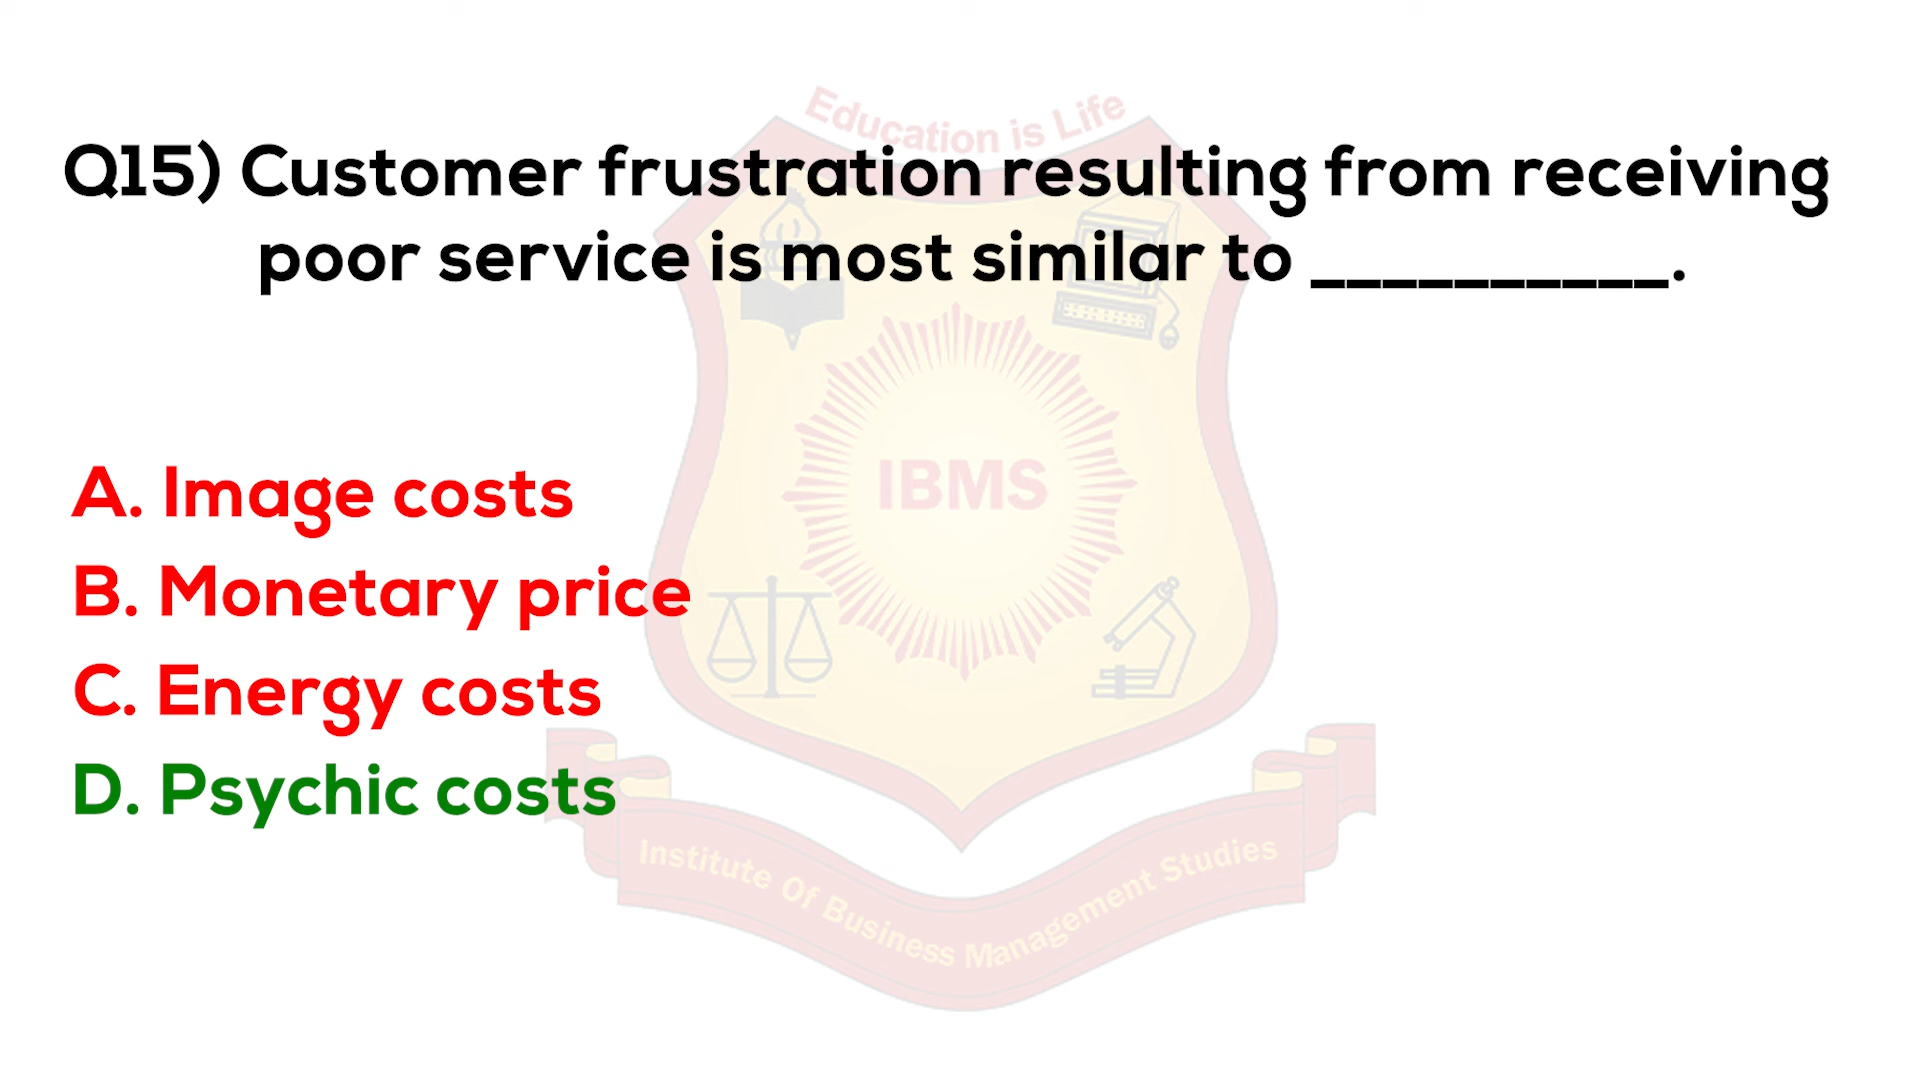 Education is Life
Q15) Customer frustration resulting from receiving
poor service is most similar to __________.
IBMS
A. Image costs
B. Monetary price
C. Energy costs
D. Psychic costs
Institute Of Business Management Studies